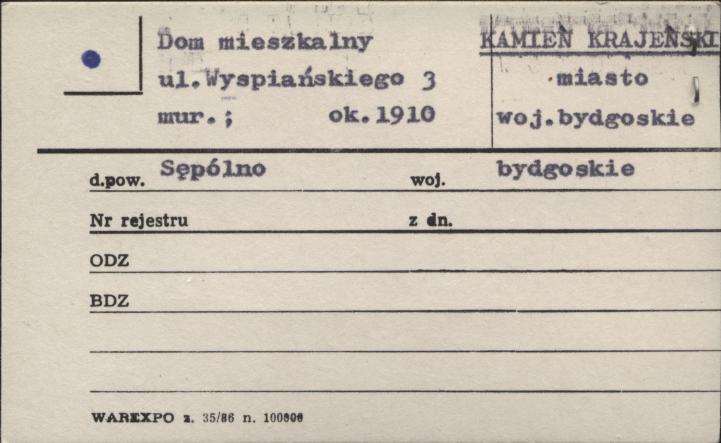 Dom mieszkalny KAMIEŃ KRAJEŃSKI
ul.Wyspiańskiego 3 miasto
mur.; ok.1910 woj.bydgoskie
d.pow. Sępólno woj. bydgoskie
Nr rejestru z dn.
ODZ
BDZ
WAREXPO z. 35/86 n. 100000